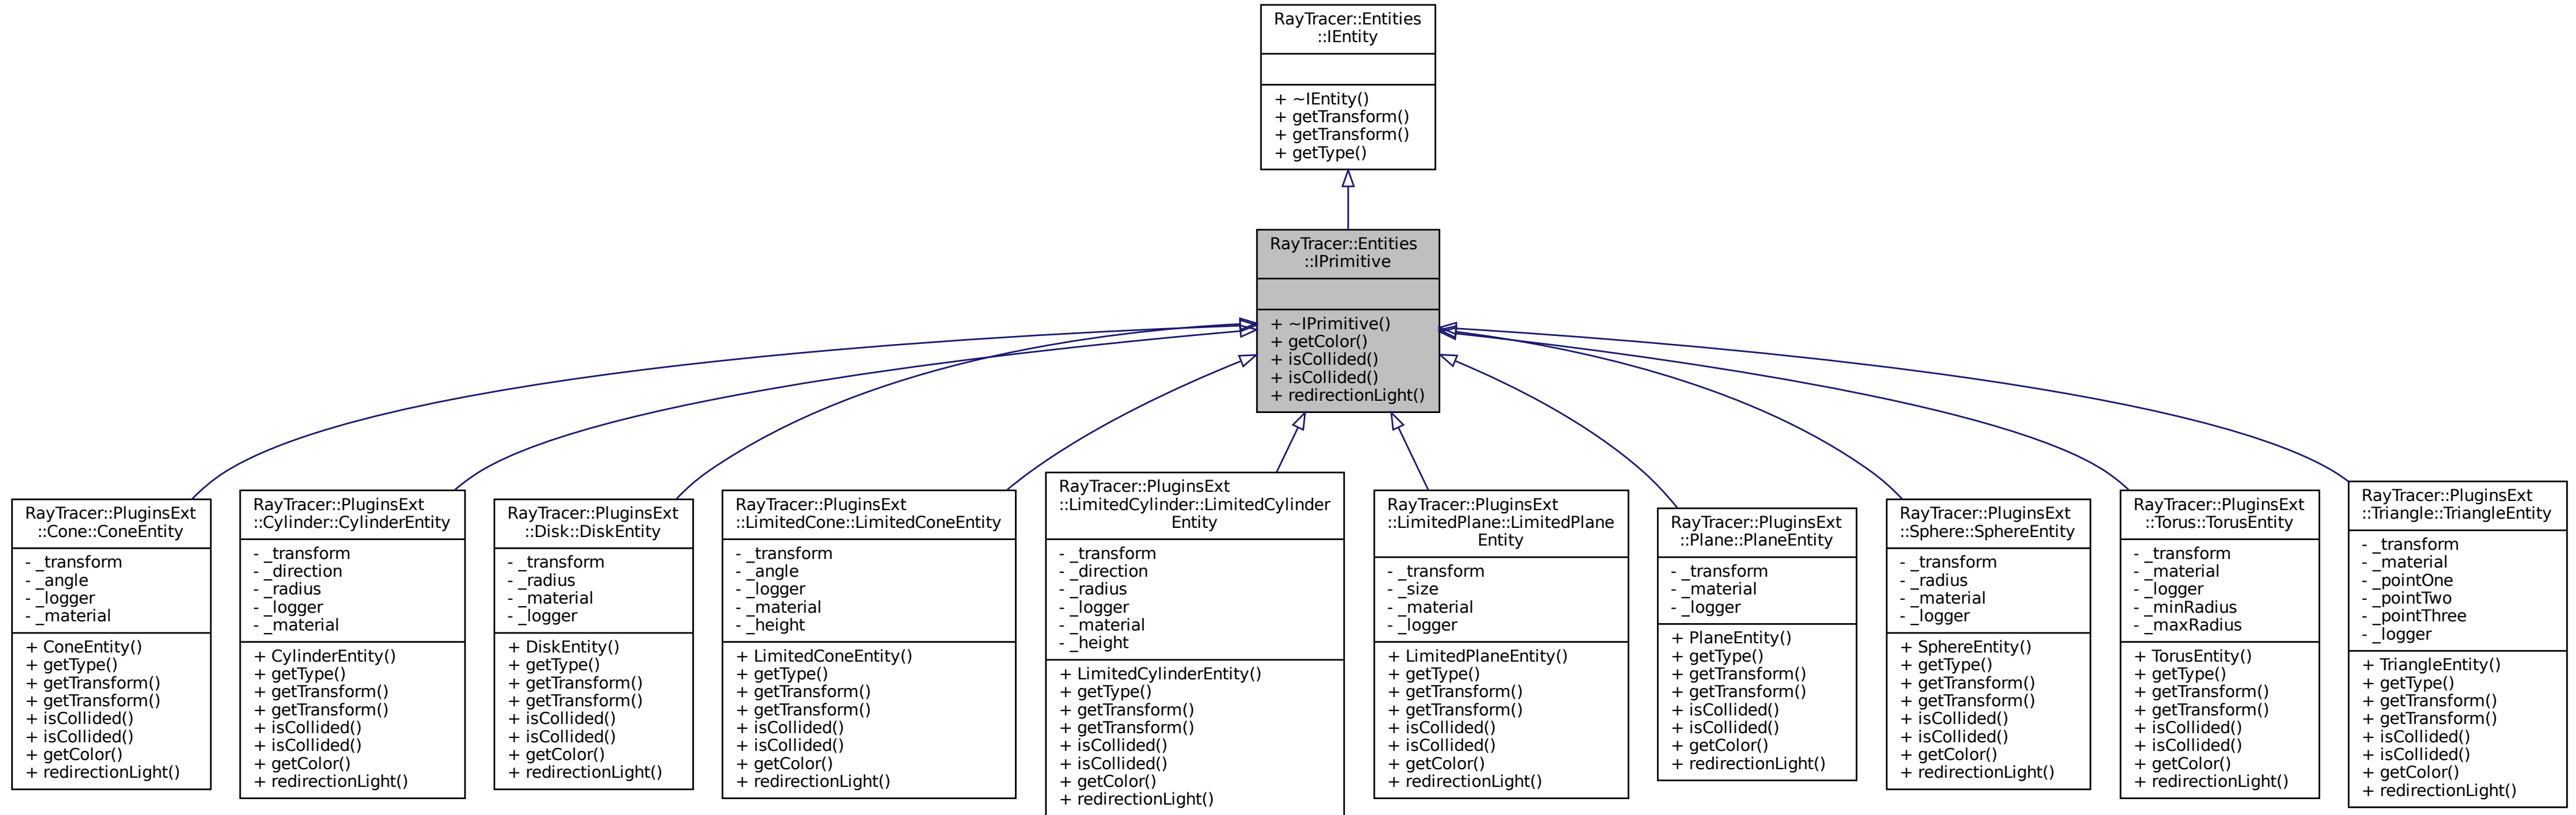 RayTracer::Entities
::IEntity
+ ~IEntity()
+ getTransform()
+ getTransform()
+ getType()
RayTracer::Entities
::IPrimitive
+ ~IPrimitive()
+ getColor()
+ isCollided()
+ isCollided()
+ redirectionLight()
RayTracer::PluginsExt
::Cone::ConeEntity
- _transform
- _angle
- _logger
- _material
+ ConeEntity()
+ getType()
+ getTransform()
+ getTransform()
+ isCollided()
+ isCollided()
+ getColor()
+ redirectionLight()
RayTracer::PluginsExt
::Cylinder::CylinderEntity
- _transform
- _direction
- _radius
- _logger
- _material
+ CylinderEntity()
+ getType()
+ getTransform()
+ getTransform()
+ isCollided()
+ isCollided()
+ getColor()
+ redirectionLight()
RayTracer::PluginsExt
::Disk::DiskEntity
- _transform
- _radius
- _material
- _logger
+ DiskEntity()
+ getType()
+ getTransform()
+ getTransform()
+ isCollided()
+ isCollided()
+ getColor()
+ redirectionLight()
RayTracer::PluginsExt
::LimitedCone::LimitedConeEntity
- _transform
- _angle
- _logger
- _material
- _height
+ LimitedConeEntity()
+ getType()
+ getTransform()
+ getTransform()
+ isCollided()
+ isCollided()
+ getColor()
+ redirectionLight()
RayTracer::PluginsExt
::LimitedCylinder::LimitedCylinder
Entity
- _transform
- _direction
- _radius
- _logger
- _material
- _height
+ LimitedCylinderEntity()
+ getType()
+ getTransform()
+ getTransform()
+ isCollided()
+ isCollided()
+ getColor()
+ redirectionLight()
RayTracer::PluginsExt
::LimitedPlane::LimitedPlane
Entity
- _transform
- _size
- _material
- _logger
+ LimitedPlaneEntity()
+ getType()
+ getTransform()
+ getTransform()
+ isCollided()
+ isCollided()
+ getColor()
+ redirectionLight()
RayTracer::PluginsExt
::Plane::PlaneEntity
- _transform
- _material
- _logger
+ PlaneEntity()
+ getType()
+ getTransform()
+ getTransform()
+ isCollided()
+ isCollided()
+ getColor()
+ redirectionLight()
RayTracer::PluginsExt
::Sphere::SphereEntity
- _transform
- _radius
- _material
- _logger
+ SphereEntity()
+ getType()
+ getTransform()
+ getTransform()
+ isCollided()
+ isCollided()
+ getColor()
+ redirectionLight()
RayTracer::PluginsExt
::Torus::TorusEntity
- _transform
- _material
- _logger
- _minRadius
- _maxRadius
+ TorusEntity()
+ getType()
+ getTransform()
+ getTransform()
+ isCollided()
+ isCollided()
+ getColor()
+ redirectionLight()
RayTracer::PluginsExt
::Triangle::TriangleEntity
- _transform
- _material
- _pointOne
- _pointTwo
- _pointThree
- _logger
+ TriangleEntity()
+ getType()
+ getTransform()
+ getTransform()
+ isCollided()
+ isCollided()
+ getColor()
+ redirectionLight()